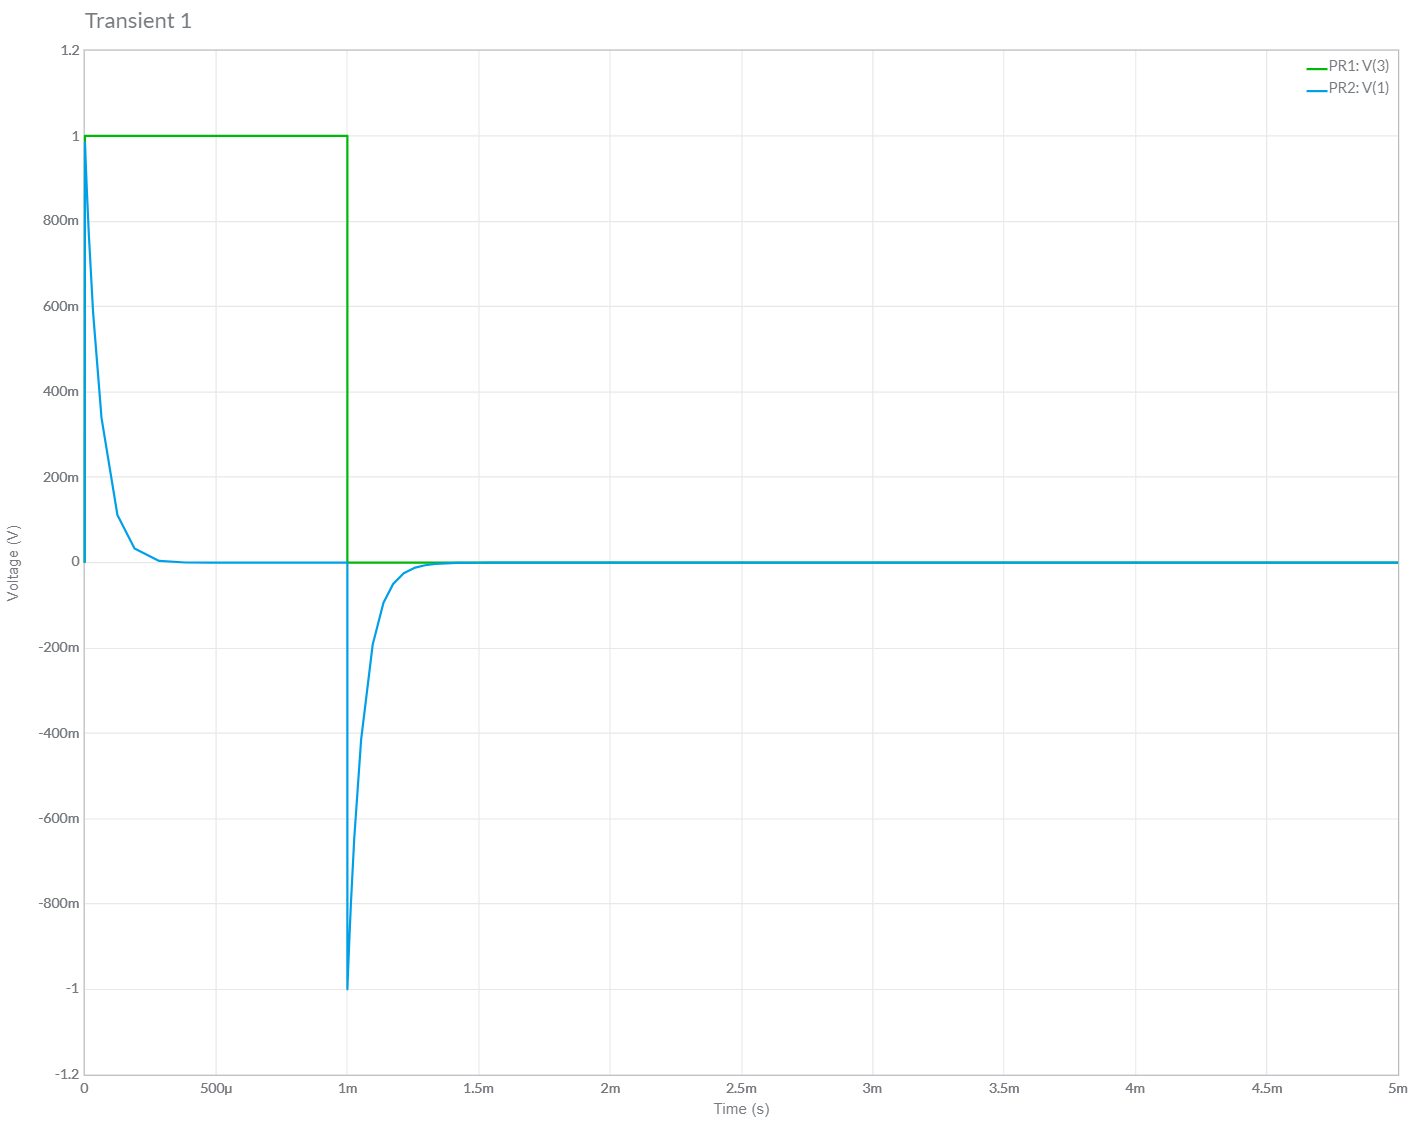 Transient 1
PR1: V(3)
PR2: V(1)
1.2
1
800m
600m
400m
200m
0
-200m
-400m
-600m
-800m
-1
-1.2
Voltage (V)
0 500µ 1m 1.5m 2m 2.5m 3m 3.5m 4m 4.5m 5m
Time (s)